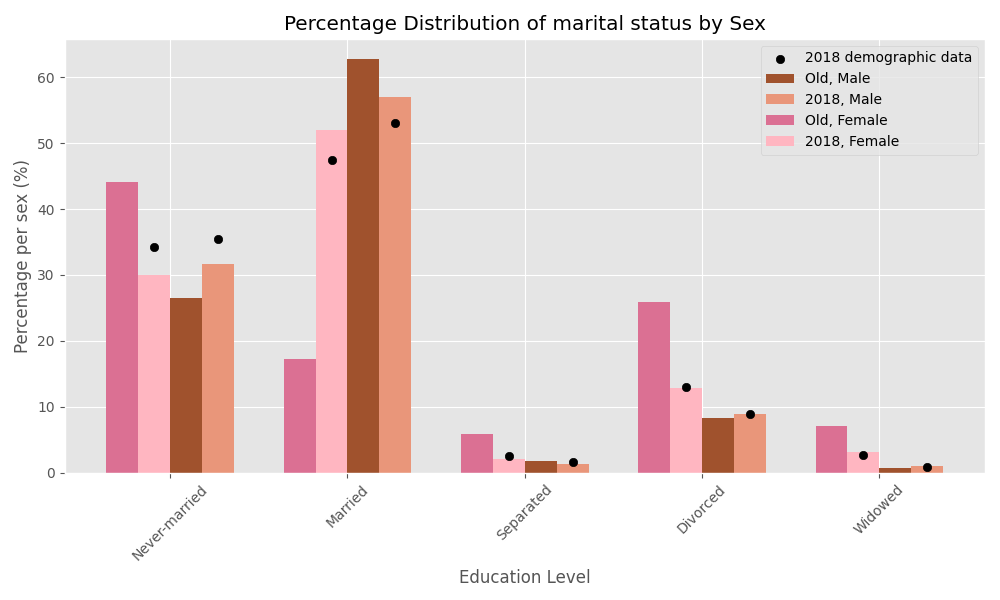 Percentage Distribution of marital status by Sex
2018 demographic data
Old, Male
2018, Male
Old, Female
2018, Female
Percentage per sex (%)
60
50
40
30
20
10
0
Never-married
Married
Separated
Divorced
Widowed
Education Level